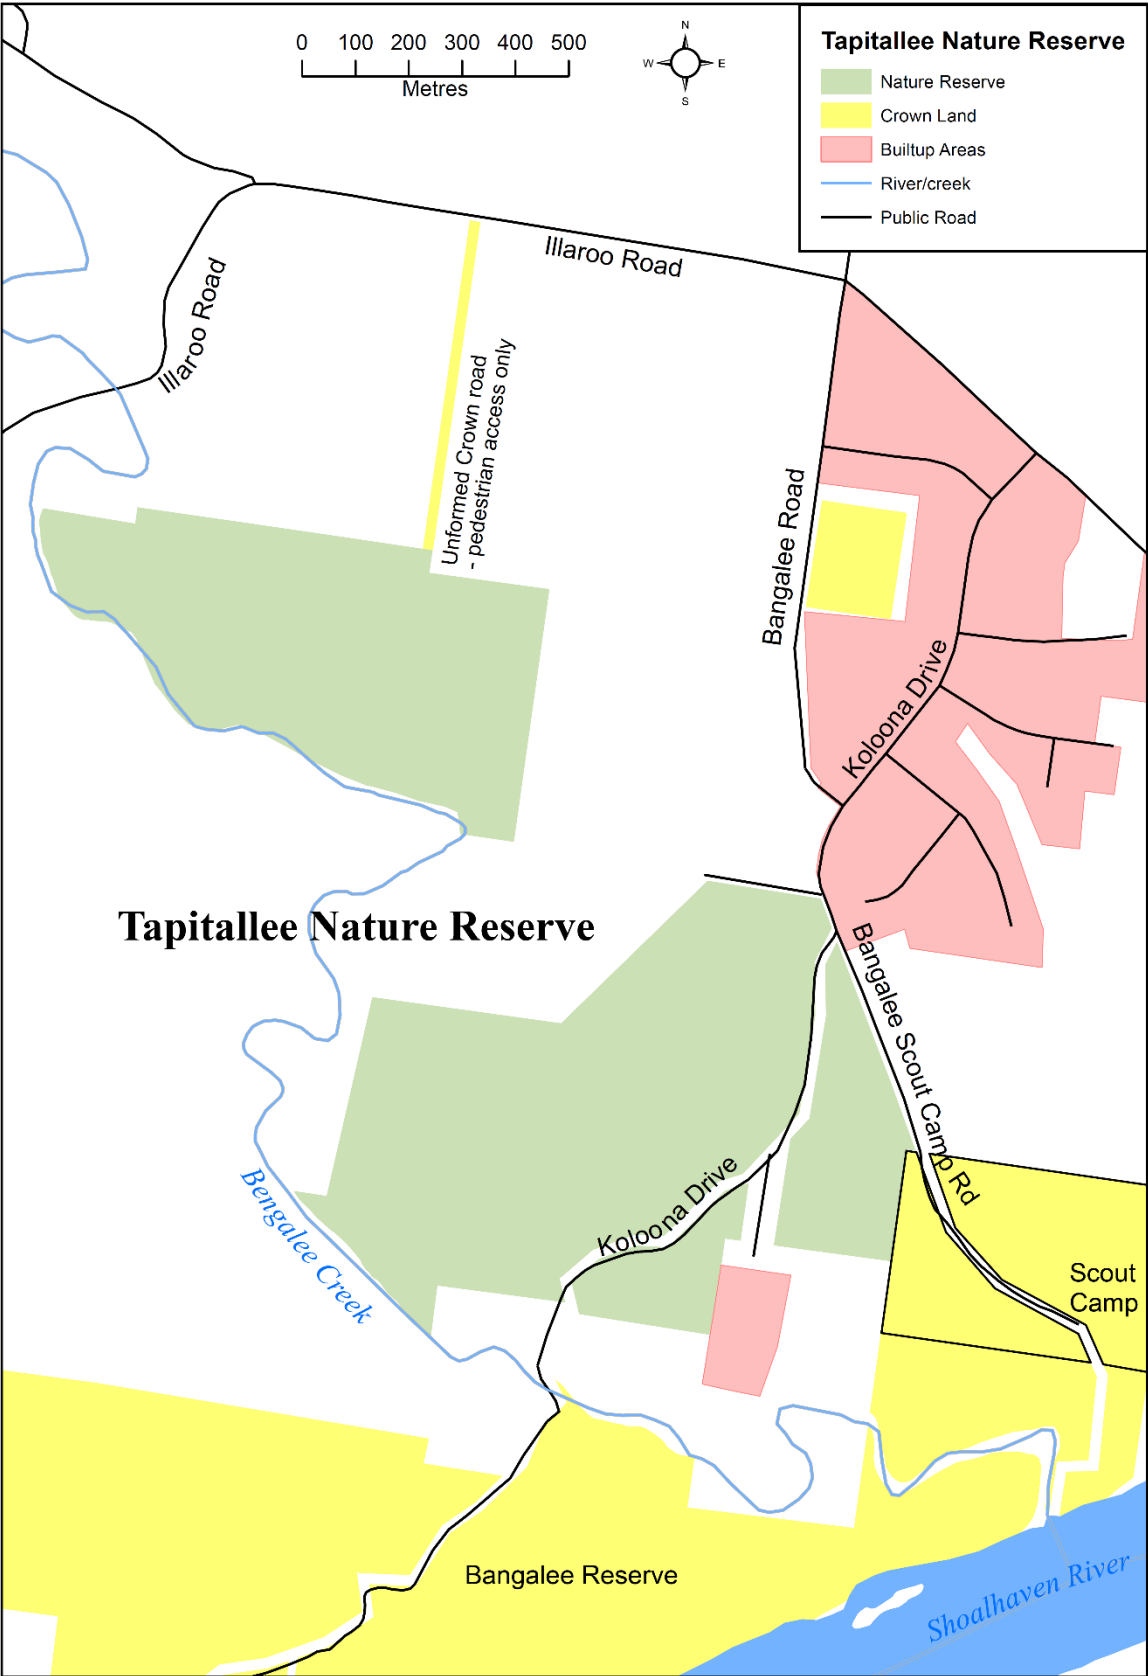 0 100 200 300 400 500
Metres
N
W E
S
Tapitallee Nature Reserve
Nature Reserve
Crown Land
Builtup Areas
River/creek
Public Road
Illaroo Road
Illaroo Road
Unformed Crown road
- pedestrian access only
Bangalee Road
Koloona Drive
Tapitallee Nature Reserve
Bangalee Scout Camp Rd
Koloona Drive
Bengalee Creek
Scout
Camp
Bangalee Reserve
Shoalhaven River